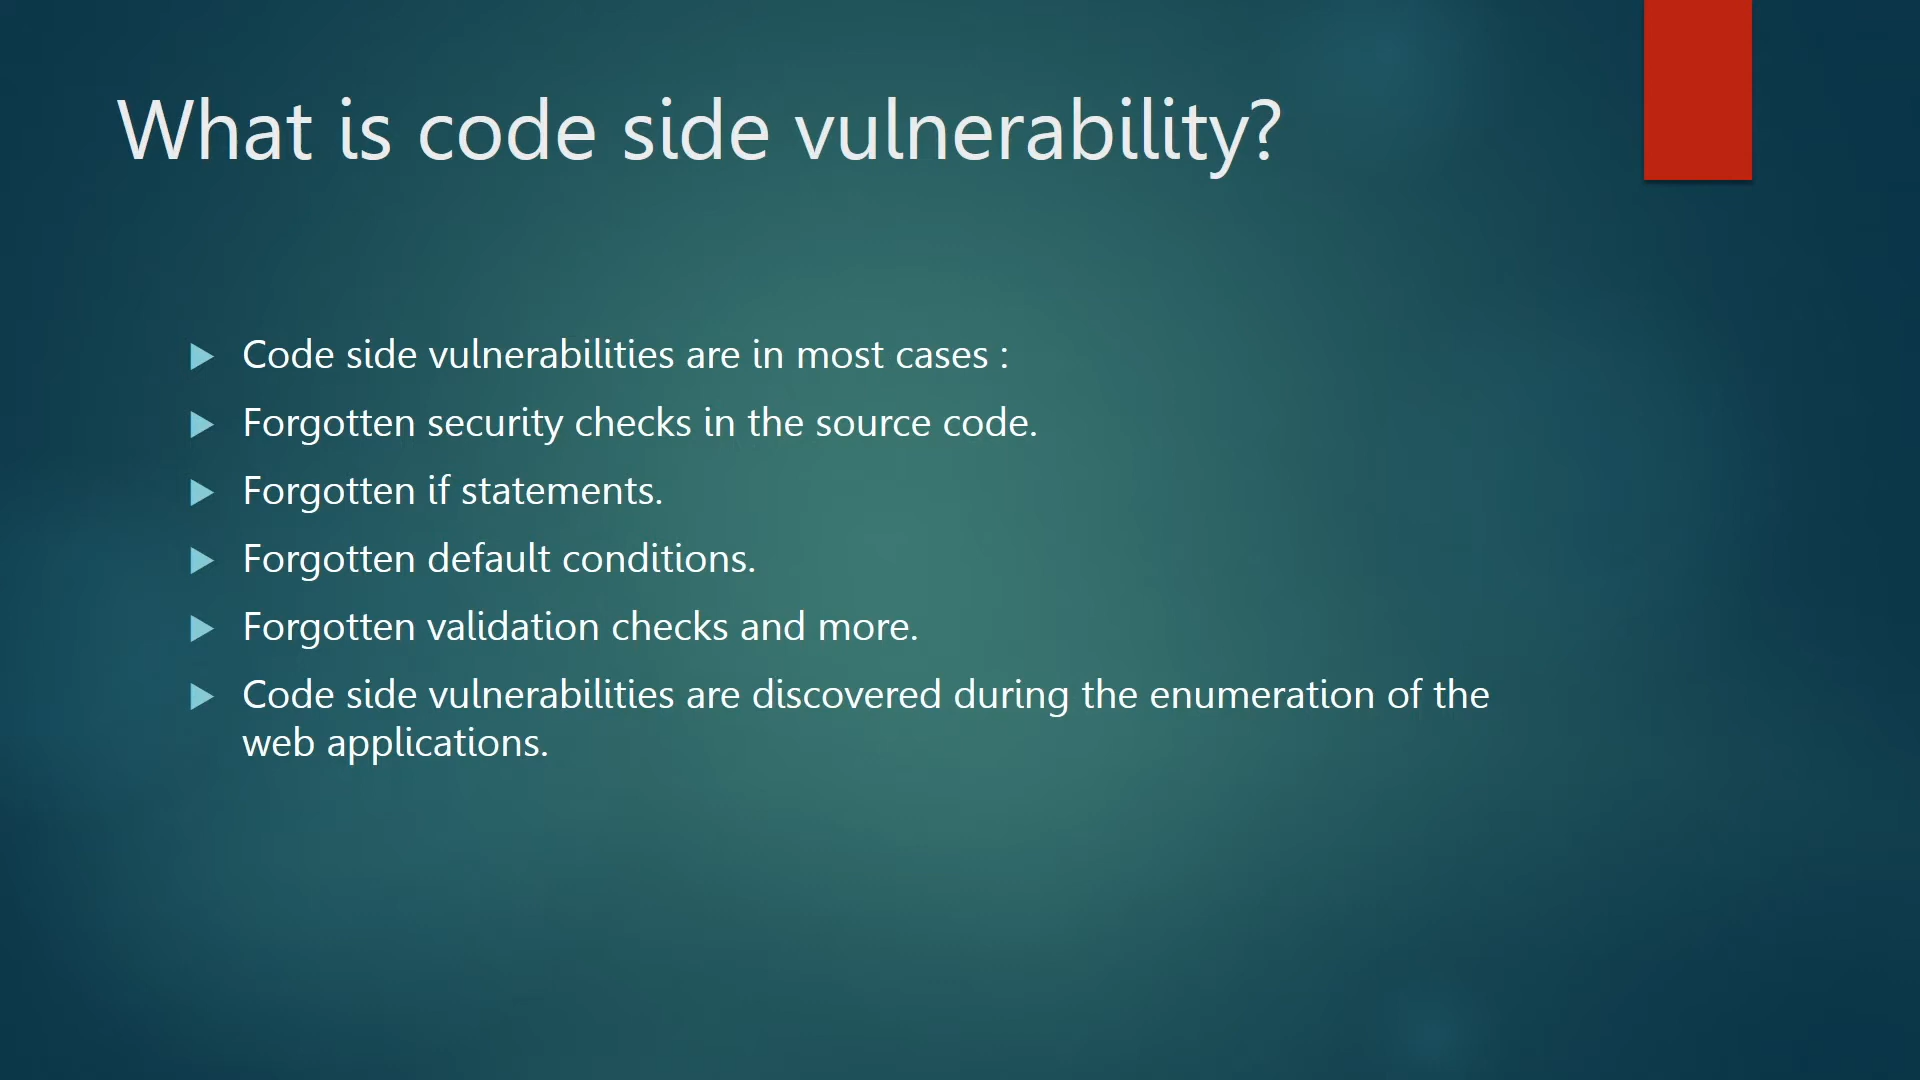 What is code side vulnerability?
Code side vulnerabilities are in most cases :
Forgotten security checks in the source code.
Forgotten if statements.
Forgotten default conditions.
Forgotten validation checks and more.
Code side vulnerabilities are discovered during the enumeration of the
web applications.